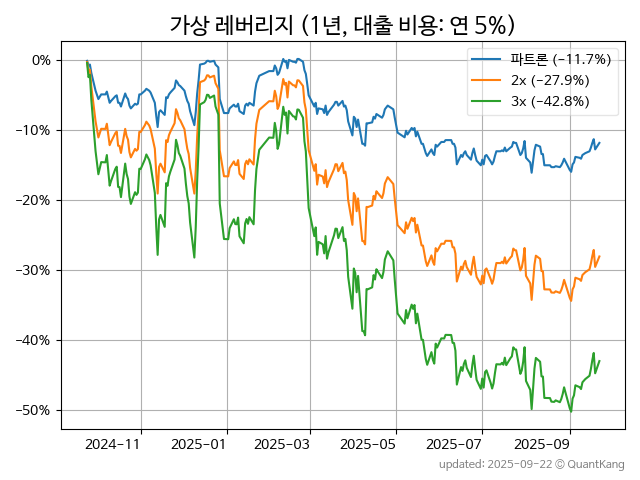 가상 레버리지 (1년, 대출 비용: 연 5%)
파트론 (−11.7%)
2x (−27.9%)
3x (−42.8%)
0%
−10%
−20%
−30%
−40%
−50%
2024-11 2025-01 2025-03 2025-05 2025-07 2025-09
updated: 2025-09-22 © QuantKang